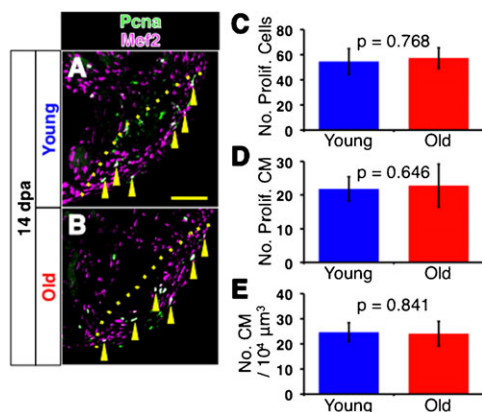 Pcna
Mef2
A
B
14 dpa
Young
Old
C
No. Prolif. Cells
80
60
40
20
0
p = 0.768
Young
Old
D
No. Prolif. CM
30
20
10
0
p = 0.646
Young
Old
E
No. CM
/ 10⁴ µm³
40
30
20
10
0
p = 0.841
Young
Old